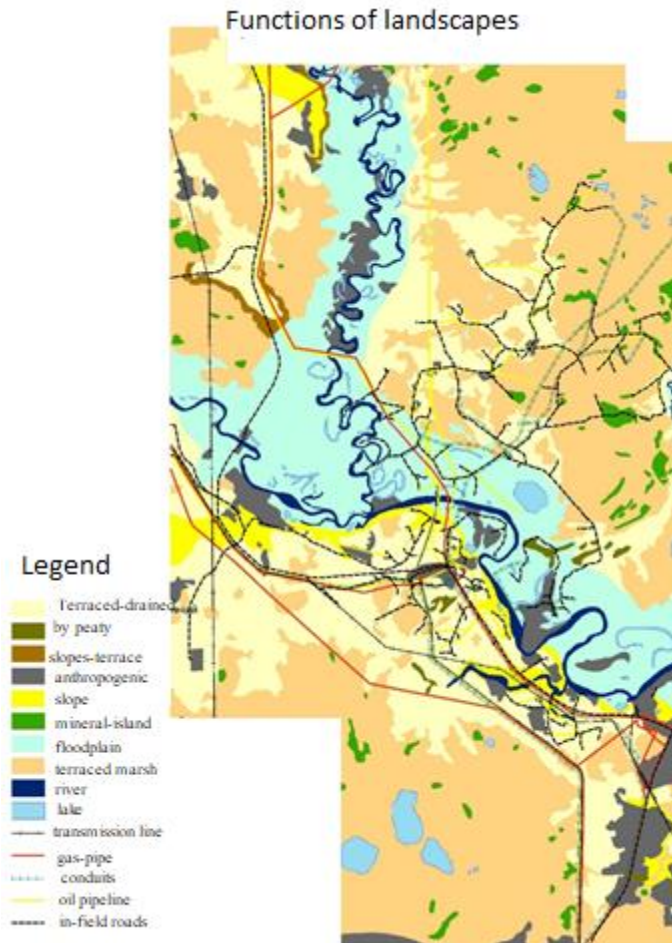 Functions of landscapes
Legend
Terraced-drained
by peaty
slopes-terrace
anthropogenic
slope
mineral-island
floodplain
terraced marsh
river
lake
transmission line
gas-pipe
conduits
oil pipeline
in-field roads